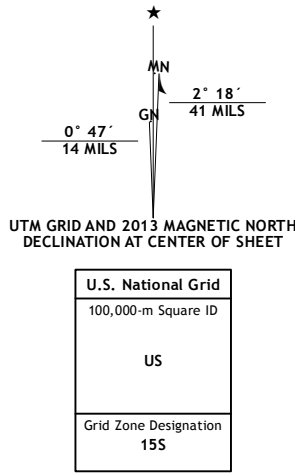 ★
MN
GN
2° 18´
41 MILS
0° 47´
14 MILS
UTM GRID AND 2013 MAGNETIC NORTH
DECLINATION AT CENTER OF SHEET
U.S. National Grid
100,000-m Square ID
US
Grid Zone Designation
15S